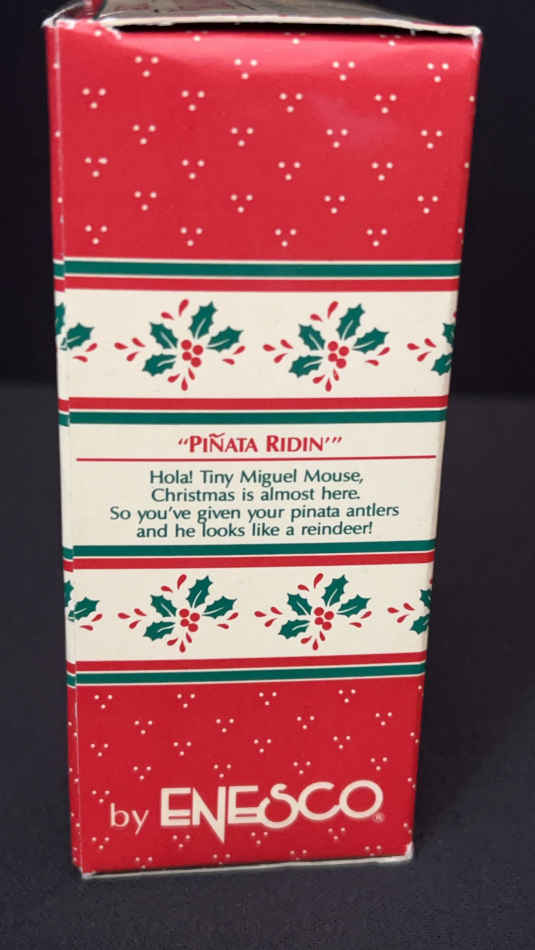 “PIÑATA RIDIN’”
Hola! Tiny Miguel Mouse,
Christmas is almost here.
So you’ve given your pinata antlers
and he looks like a reindeer!
by ENESCO®